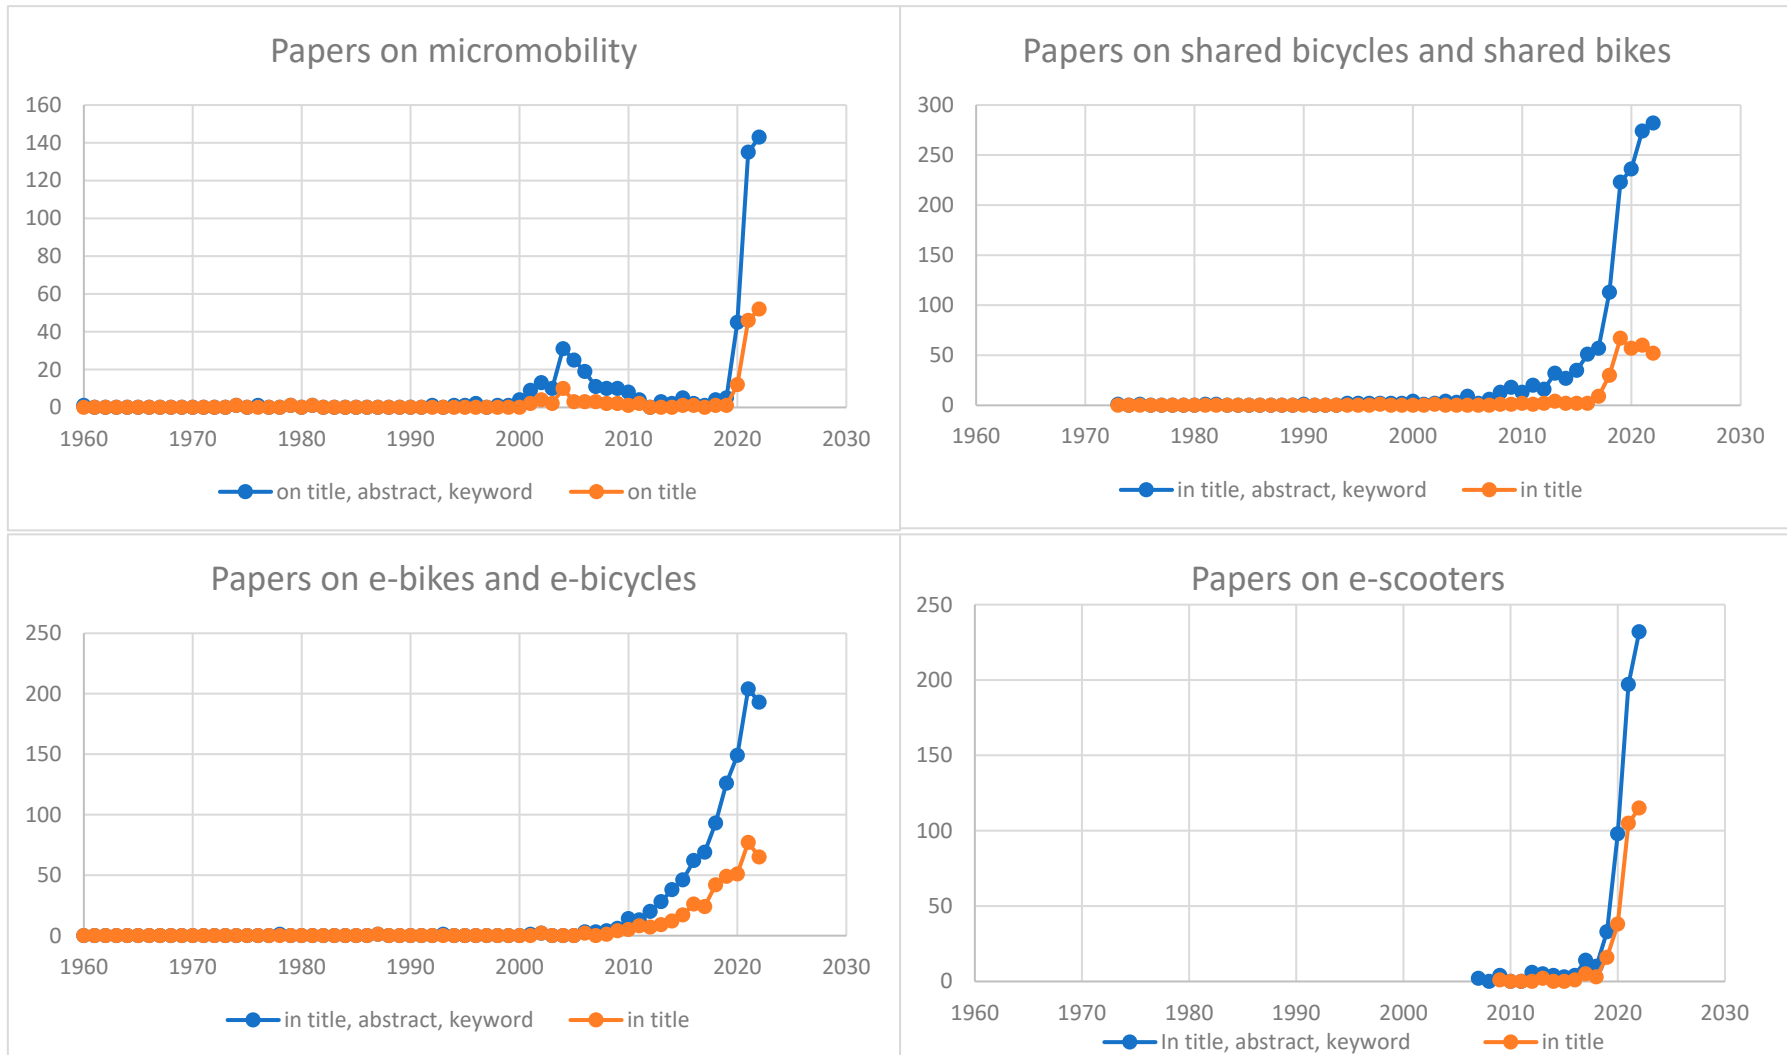 Papers on micromobility
160
140
120
100
80
60
40
20
0
1960 1970 1980 1990 2000 2010 2020 2030
on title, abstract, keyword on title
Papers on shared bicycles and shared bikes
300
250
200
150
100
50
0
1960 1970 1980 1990 2000 2010 2020 2030
in title, abstract, keyword in title
Papers on e-bikes and e-bicycles
250
200
150
100
50
0
1960 1970 1980 1990 2000 2010 2020 2030
in title, abstract, keyword in title
Papers on e-scooters
250
200
150
100
50
0
1960 1970 1980 1990 2000 2010 2020 2030
In title, abstract, keyword in title